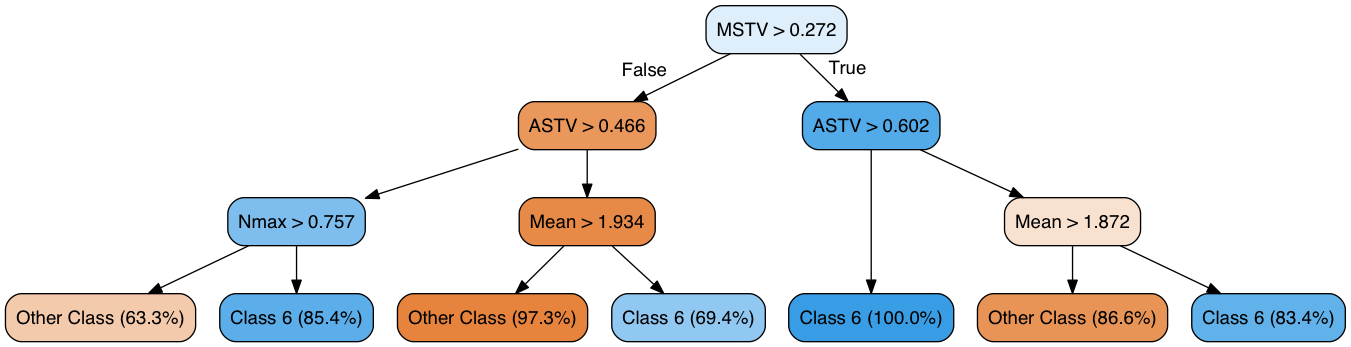 MSTV > 0.272
False
True
ASTV > 0.466
ASTV > 0.602
Nmax > 0.757
Mean > 1.934
Mean > 1.872
Other Class (63.3%)
Class 6 (85.4%)
Other Class (97.3%)
Class 6 (69.4%)
Class 6 (100.0%)
Other Class (86.6%)
Class 6 (83.4%)